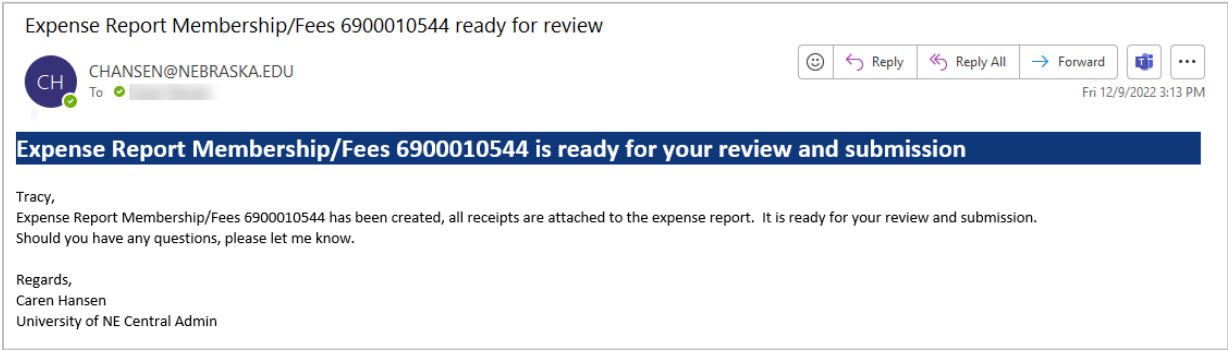 Expense Report Membership/Fees 6900010544 ready for review
CH
CHANSEN@NEBRASKA.EDU
To
Reply
Reply All
Forward
Fri 12/9/2022 3:13 PM
Expense Report Membership/Fees 6900010544 is ready for your review and submission
Tracy,
Expense Report Membership/Fees 6900010544 has been created, all receipts are attached to the expense report.  It is ready for your review and submission.
Should you have any questions, please let me know.
Regards,
Caren Hansen
University of NE Central Admin